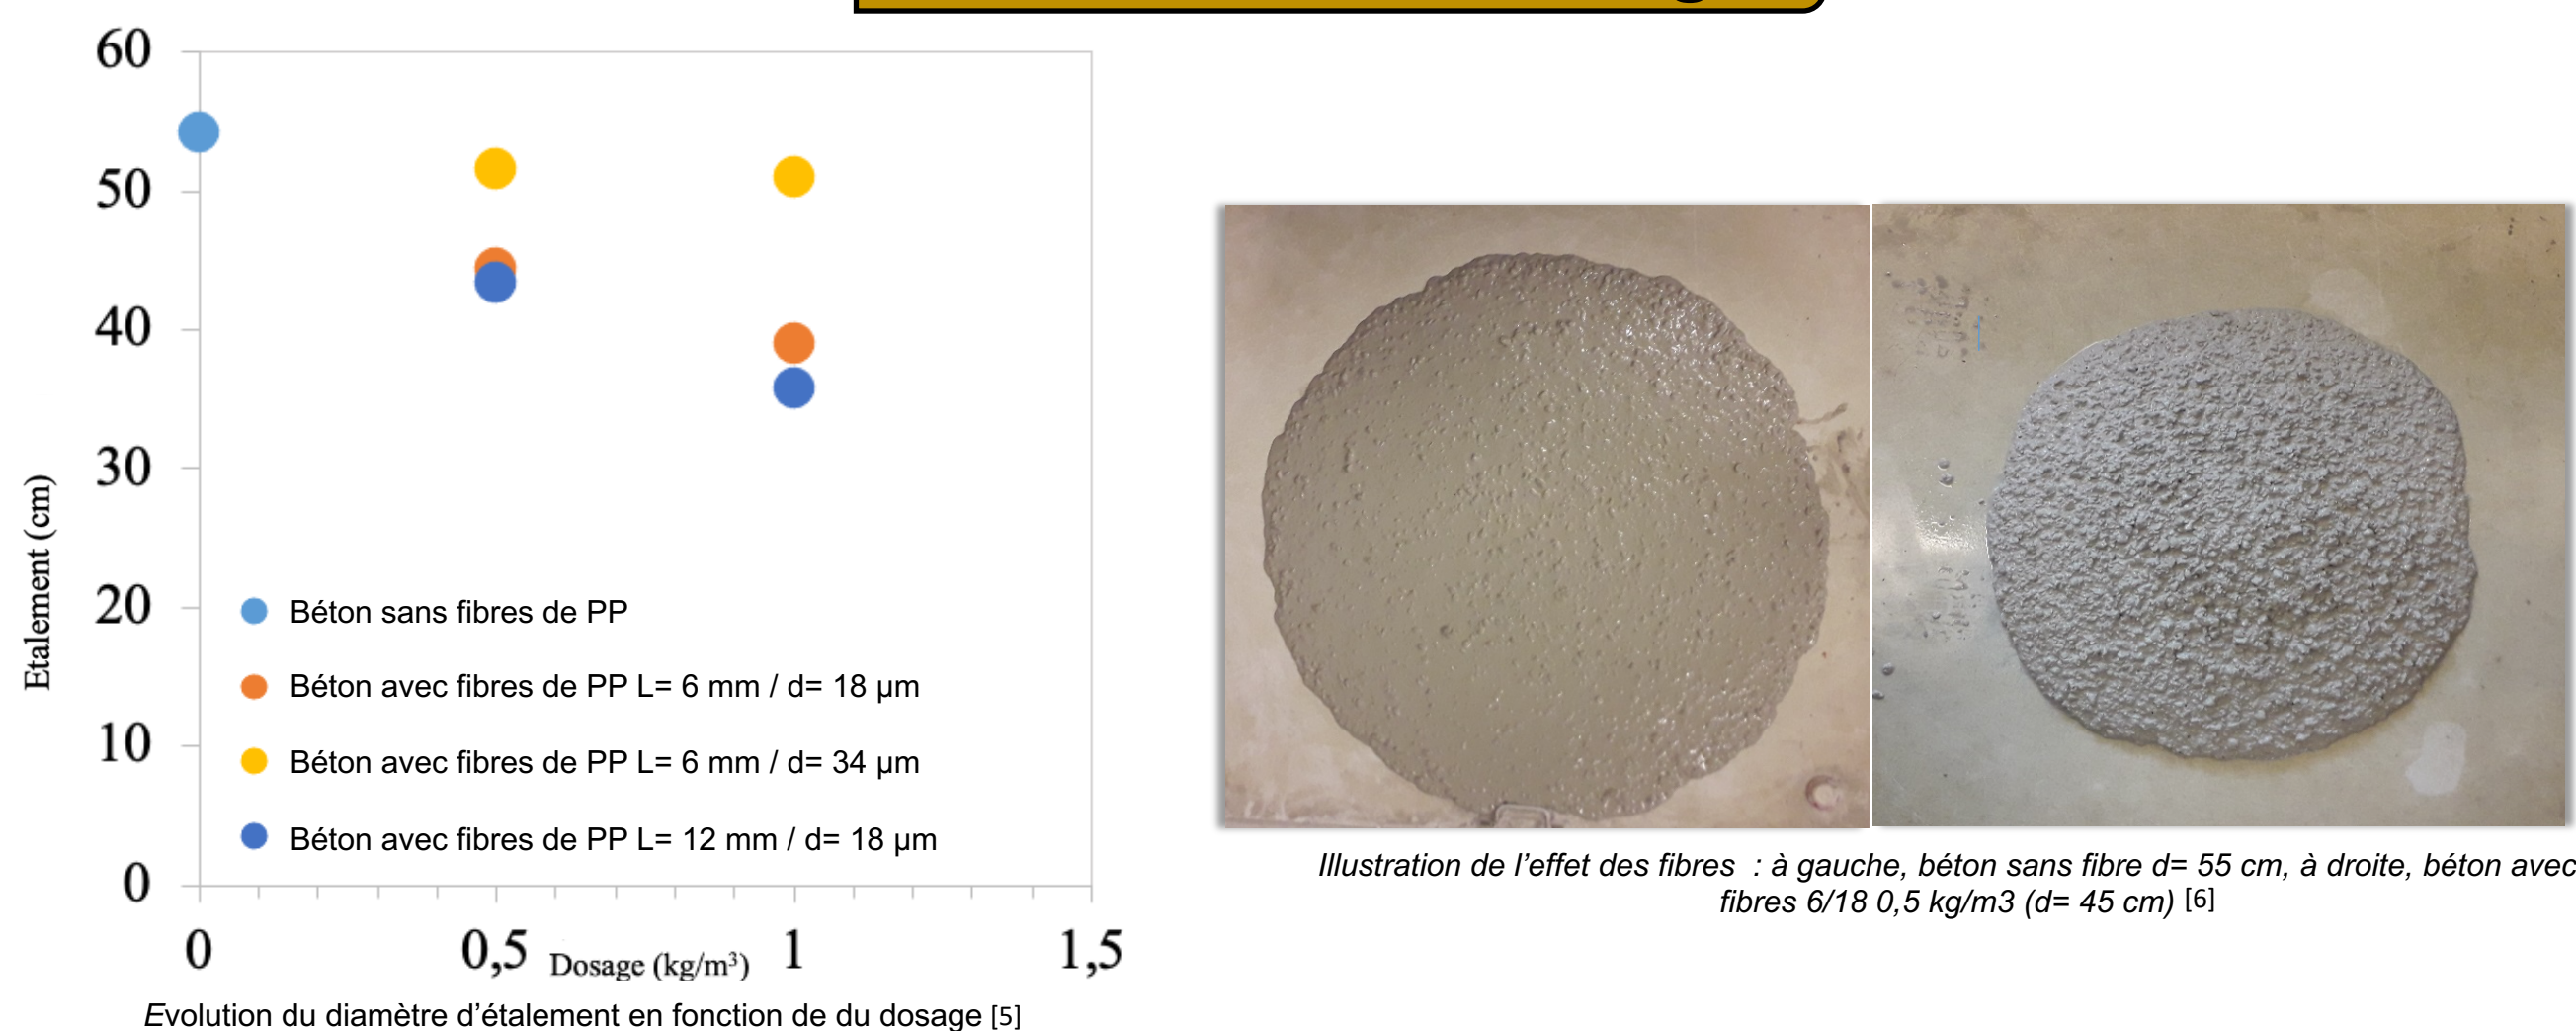 60
50
40
30
20
10
0
Etalement (cm)
Béton sans fibres de PP
Béton avec fibres de PP L= 6 mm / d= 18 µm
Béton avec fibres de PP L= 6 mm / d= 34 µm
Béton avec fibres de PP L= 12 mm / d= 18 µm
0 0,5 1 1,5
Dosage (kg/m³)
Evolution du diamètre d’étalement en fonction de du dosage [5]
Illustration de l’effet des fibres : à gauche, béton sans fibre d= 55 cm, à droite, béton avec
fibres 6/18 0,5 kg/m3 (d= 45 cm) [6]